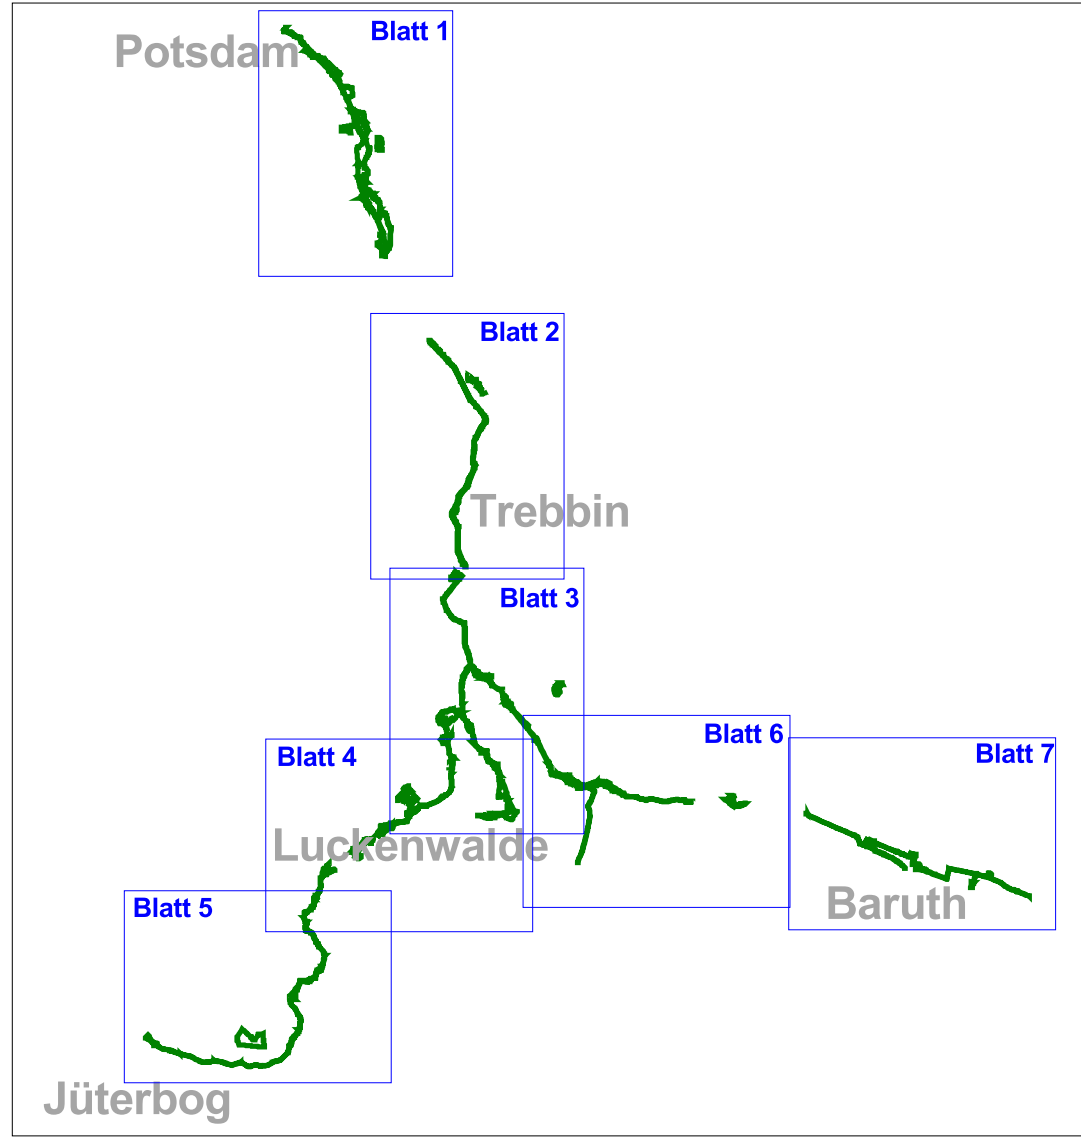 Blatt 1
Potsdam
Blatt 2
Trebbin
Blatt 3
Blatt 6
Blatt 7
Blatt 4
Luckenwalde
Baruth
Blatt 5
Jüterbog